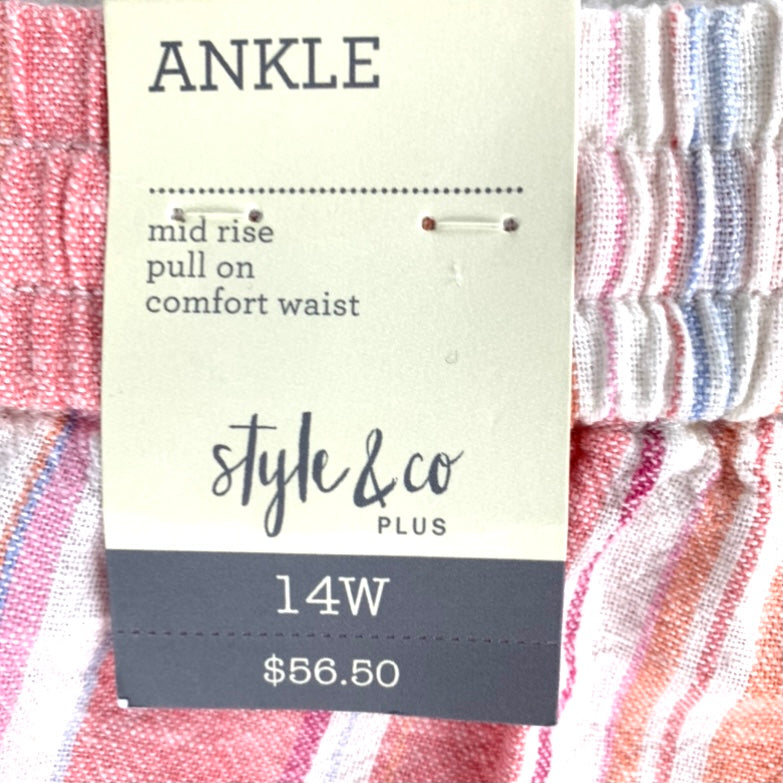 ANKLE
mid rise
pull on
comfort waist
style & co
PLUS
14W
$56.50